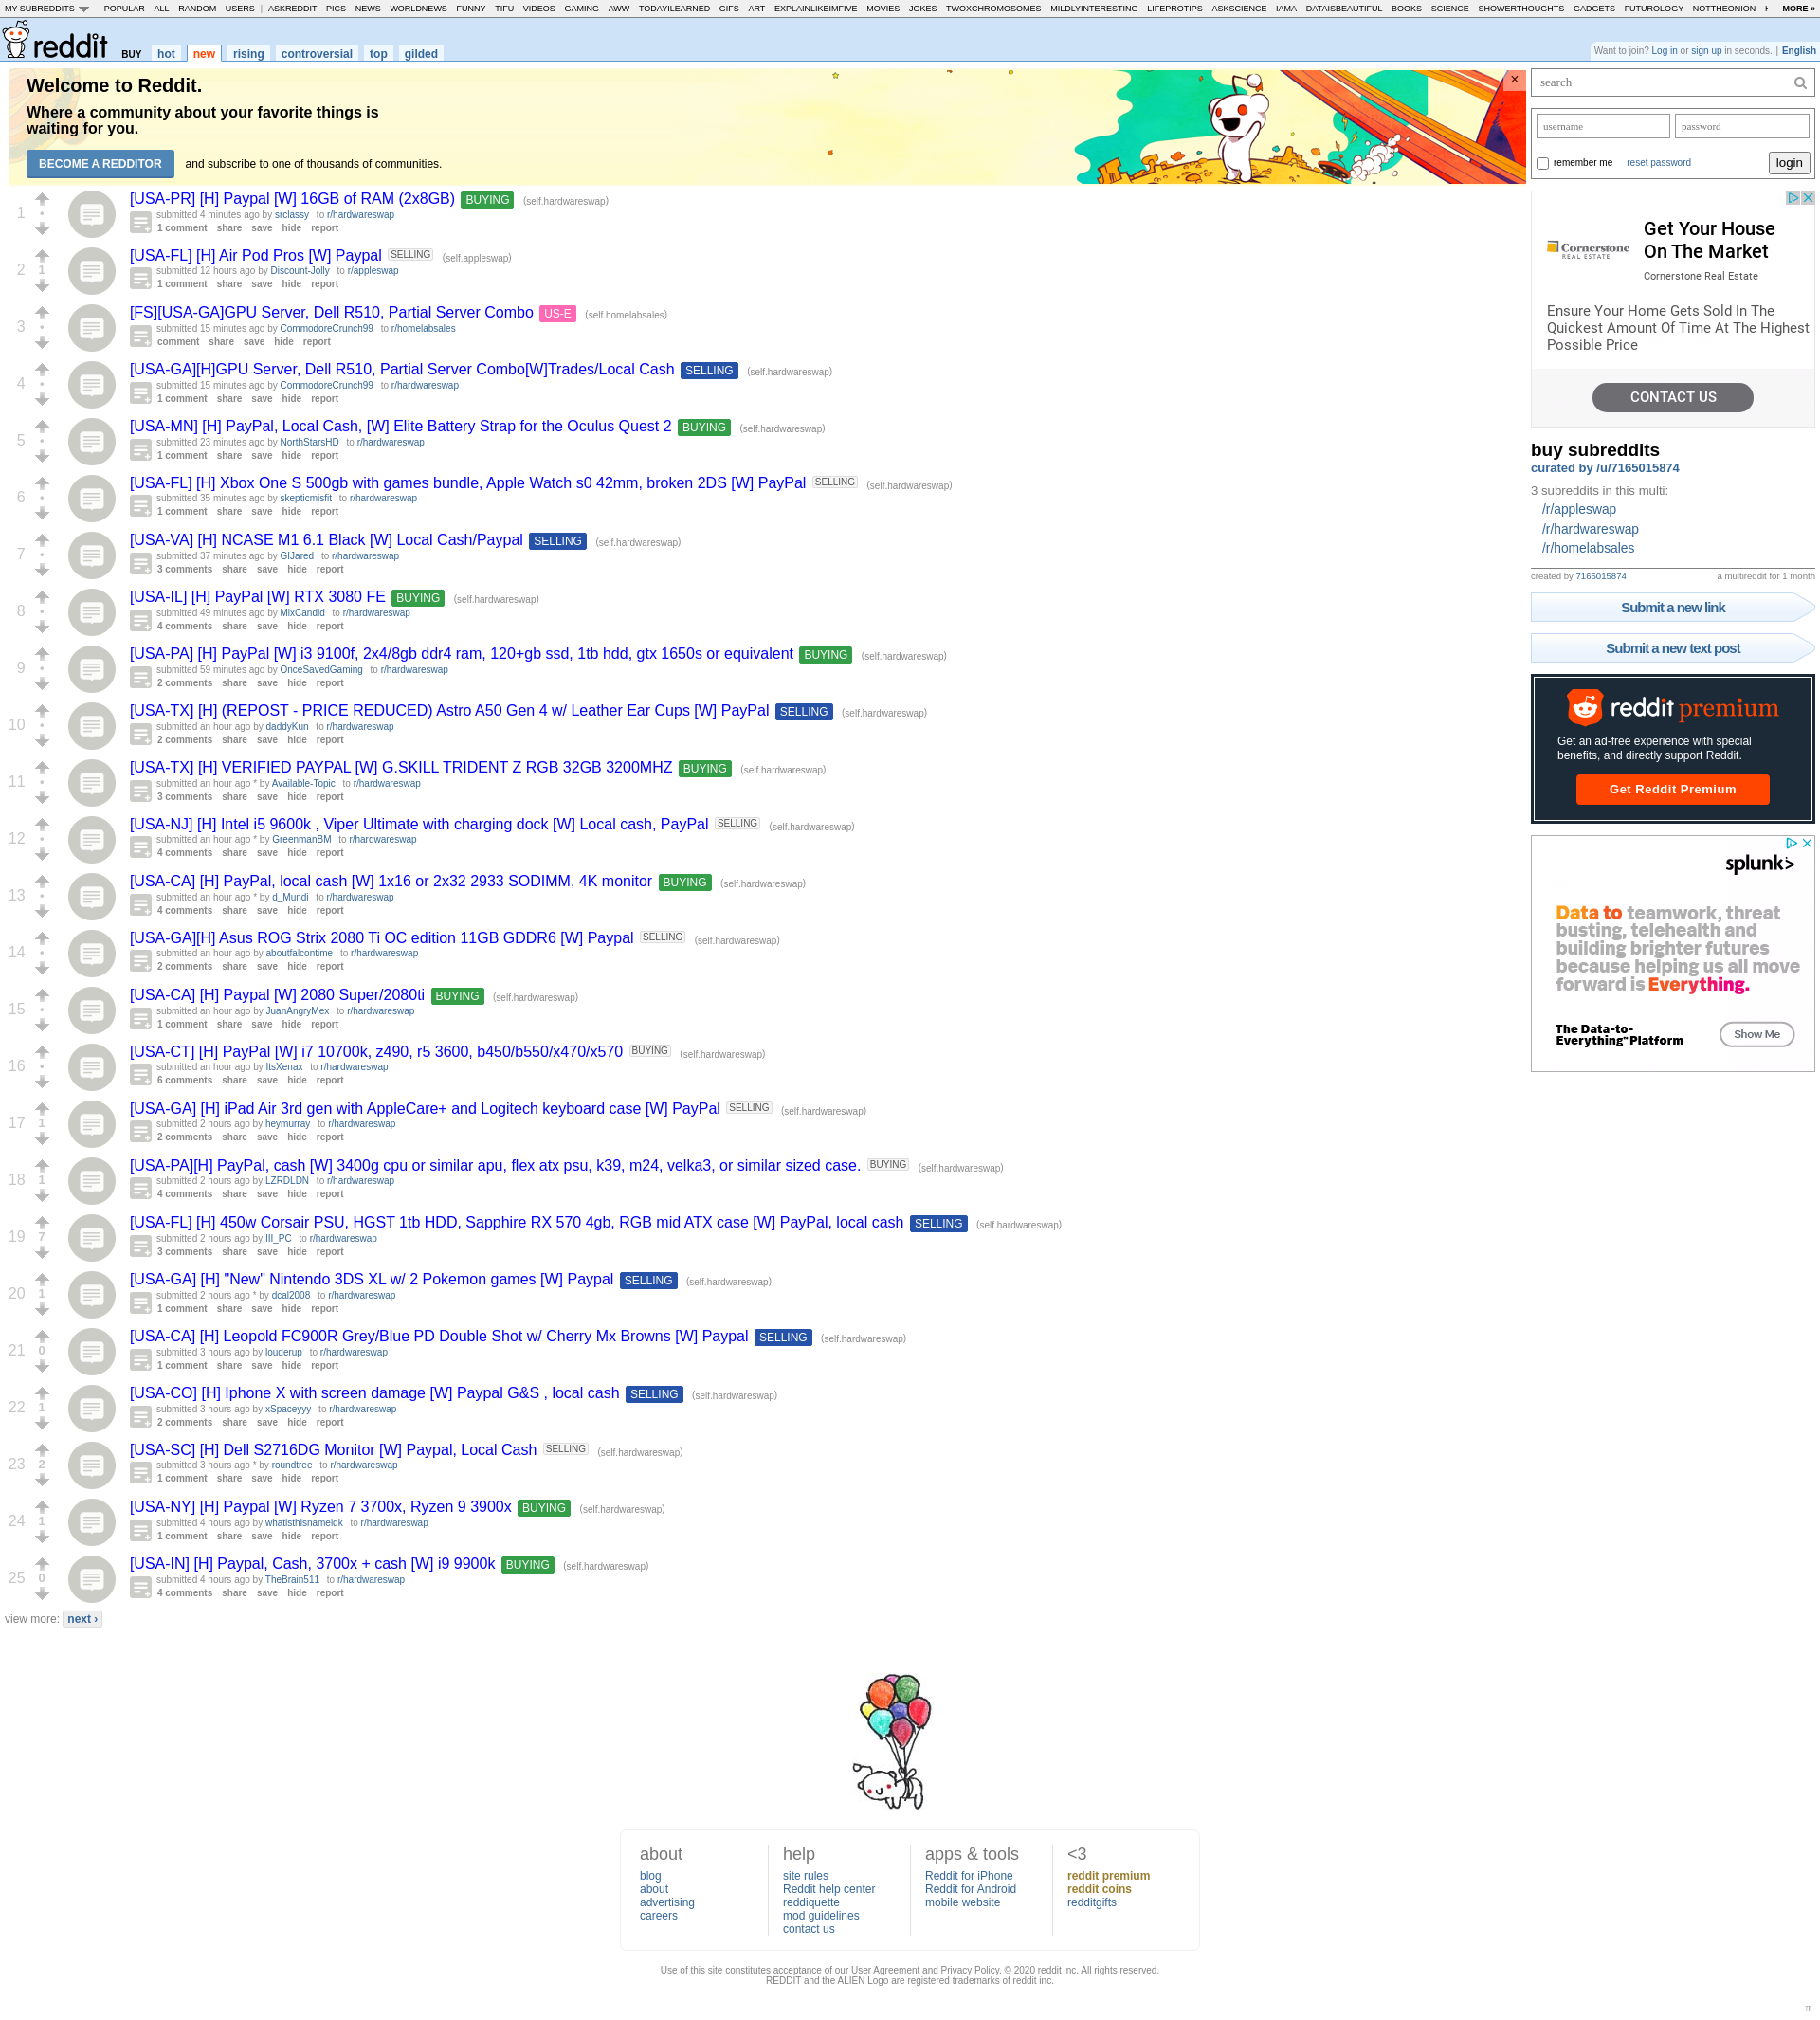 MY SUBREDDITS POPULAR - ALL - RANDOM - USERS | ASKREDDIT - PICS - NEWS - WORLDNEWS - FUNNY - TIFU - VIDEOS - GAMING - AWW - TODAYILEARNED - GIFS - ART - EXPLAINLIKEIMFIVE - MOVIES - JOKES - TWOXCHROMOSOMES - MILDLYINTERESTING - LIFEPROTIPS - ASKSCIENCE - IAMA - DATAISBEAUTIFUL - BOOKS - SCIENCE - SHOWERTHOUGHTS - GADGETS - FUTUROLOGY - NOTTHEONION - MORE »
reddit BUY hot new rising controversial top gilded
Want to join? Log in or sign up in seconds. | English
Welcome to Reddit.
Where a community about your favorite things is
waiting for you.
BECOME A REDDITOR and subscribe to one of thousands of communities.
1 [USA-PR] [H] Paypal [W] 16GB of RAM (2x8GB) BUYING (self.hardwareswap)
submitted 4 minutes ago by srclassy to r/hardwareswap
1 comment share save hide report
2 1 [USA-FL] [H] Air Pod Pros [W] Paypal SELLING (self.appleswap)
submitted 12 hours ago by Discount-Jolly to r/appleswap
1 comment share save hide report
3 [FS][USA-GA]GPU Server, Dell R510, Partial Server Combo US-E (self.homelabsales)
submitted 15 minutes ago by CommodoreCrunch99 to r/homelabsales
comment share save hide report
4 [USA-GA][H]GPU Server, Dell R510, Partial Server Combo[W]Trades/Local Cash SELLING (self.hardwareswap)
submitted 15 minutes ago by CommodoreCrunch99 to r/hardwareswap
1 comment share save hide report
5 [USA-MN] [H] PayPal, Local Cash, [W] Elite Battery Strap for the Oculus Quest 2 BUYING (self.hardwareswap)
submitted 23 minutes ago by NorthStarsHD to r/hardwareswap
1 comment share save hide report
6 [USA-FL] [H] Xbox One S 500gb with games bundle, Apple Watch s0 42mm, broken 2DS [W] PayPal SELLING (self.hardwareswap)
submitted 35 minutes ago by skepticmisfit to r/hardwareswap
1 comment share save hide report
7 [USA-VA] [H] NCASE M1 6.1 Black [W] Local Cash/Paypal SELLING (self.hardwareswap)
submitted 37 minutes ago by GIJared to r/hardwareswap
3 comments share save hide report
8 [USA-IL] [H] PayPal [W] RTX 3080 FE BUYING (self.hardwareswap)
submitted 49 minutes ago by MixCandid to r/hardwareswap
4 comments share save hide report
9 [USA-PA] [H] PayPal [W] i3 9100f, 2x4/8gb ddr4 ram, 120+gb ssd, 1tb hdd, gtx 1650s or equivalent BUYING (self.hardwareswap)
submitted 59 minutes ago by OnceSavedGaming to r/hardwareswap
2 comments share save hide report
10 [USA-TX] [H] (REPOST - PRICE REDUCED) Astro A50 Gen 4 w/ Leather Ear Cups [W] PayPal SELLING (self.hardwareswap)
submitted an hour ago by daddyKun to r/hardwareswap
2 comments share save hide report
11 [USA-TX] [H] VERIFIED PAYPAL [W] G.SKILL TRIDENT Z RGB 32GB 3200MHZ BUYING (self.hardwareswap)
submitted an hour ago * by Available-Topic to r/hardwareswap
3 comments share save hide report
12 [USA-NJ] [H] Intel i5 9600k , Viper Ultimate with charging dock [W] Local cash, PayPal SELLING (self.hardwareswap)
submitted an hour ago * by GreenmanBM to r/hardwareswap
4 comments share save hide report
13 [USA-CA] [H] PayPal, local cash [W] 1x16 or 2x32 2933 SODIMM, 4K monitor BUYING (self.hardwareswap)
submitted an hour ago * by d_Mundi to r/hardwareswap
4 comments share save hide report
14 [USA-GA][H] Asus ROG Strix 2080 Ti OC edition 11GB GDDR6 [W] Paypal SELLING (self.hardwareswap)
submitted an hour ago by aboutfalcontime to r/hardwareswap
2 comments share save hide report
15 [USA-CA] [H] Paypal [W] 2080 Super/2080ti BUYING (self.hardwareswap)
submitted an hour ago by JuanAngryMex to r/hardwareswap
1 comment share save hide report
16 [USA-CT] [H] PayPal [W] i7 10700k, z490, r5 3600, b450/b550/x470/x570 BUYING (self.hardwareswap)
submitted an hour ago by ItsXenax to r/hardwareswap
6 comments share save hide report
17 1 [USA-GA] [H] iPad Air 3rd gen with AppleCare+ and Logitech keyboard case [W] PayPal SELLING (self.hardwareswap)
submitted 2 hours ago by heymurray to r/hardwareswap
2 comments share save hide report
18 1 [USA-PA][H] PayPal, cash [W] 3400g cpu or similar apu, flex atx psu, k39, m24, velka3, or similar sized case. BUYING (self.hardwareswap)
submitted 2 hours ago by LZRDLDN to r/hardwareswap
4 comments share save hide report
19 7 [USA-FL] [H] 450w Corsair PSU, HGST 1tb HDD, Sapphire RX 570 4gb, RGB mid ATX case [W] PayPal, local cash SELLING (self.hardwareswap)
submitted 2 hours ago by III_PC to r/hardwareswap
3 comments share save hide report
20 1 [USA-GA] [H] "New" Nintendo 3DS XL w/ 2 Pokemon games [W] Paypal SELLING (self.hardwareswap)
submitted 2 hours ago * by dcal2008 to r/hardwareswap
1 comment share save hide report
21 0 [USA-CA] [H] Leopold FC900R Grey/Blue PD Double Shot w/ Cherry Mx Browns [W] Paypal SELLING (self.hardwareswap)
submitted 3 hours ago by louderup to r/hardwareswap
1 comment share save hide report
22 1 [USA-CO] [H] Iphone X with screen damage [W] Paypal G&S , local cash SELLING (self.hardwareswap)
submitted 3 hours ago by xSpaceyyy to r/hardwareswap
2 comments share save hide report
23 2 [USA-SC] [H] Dell S2716DG Monitor [W] Paypal, Local Cash SELLING (self.hardwareswap)
submitted 3 hours ago * by roundtree to r/hardwareswap
1 comment share save hide report
24 1 [USA-NY] [H] Paypal [W] Ryzen 7 3700x, Ryzen 9 3900x BUYING (self.hardwareswap)
submitted 4 hours ago by whatisthisnameidk to r/hardwareswap
1 comment share save hide report
25 0 [USA-IN] [H] Paypal, Cash, 3700x + cash [W] i9 9900k BUYING (self.hardwareswap)
submitted 4 hours ago by TheBrain511 to r/hardwareswap
4 comments share save hide report
view more: next ›
search
username password
remember me reset password login
Get Your House
On The Market
Cornerstone
REAL ESTATE
Cornerstone Real Estate
Ensure Your Home Gets Sold In The
Quickest Amount Of Time At The Highest
Possible Price
CONTACT US
buy subreddits
curated by /u/7165015874
3 subreddits in this multi:
/r/appleswap
/r/hardwareswap
/r/homelabsales
created by 7165015874 a multireddit for 1 month
Submit a new link
Submit a new text post
reddit premium
Get an ad-free experience with special
benefits, and directly support Reddit.
Get Reddit Premium
splunk>
Data to teamwork, threat
busting, telehealth and
building brighter futures
because helping us all move
forward is Everything.
The Data-to-
Everything™ Platform
Show Me
about help apps & tools <3
blog site rules Reddit for iPhone reddit premium
about Reddit help center Reddit for Android reddit coins
advertising reddiquette mobile website redditgifts
careers mod guidelines
contact us
Use of this site constitutes acceptance of our User Agreement and Privacy Policy. © 2020 reddit inc. All rights reserved.
REDDIT and the ALIEN Logo are registered trademarks of reddit inc.
π